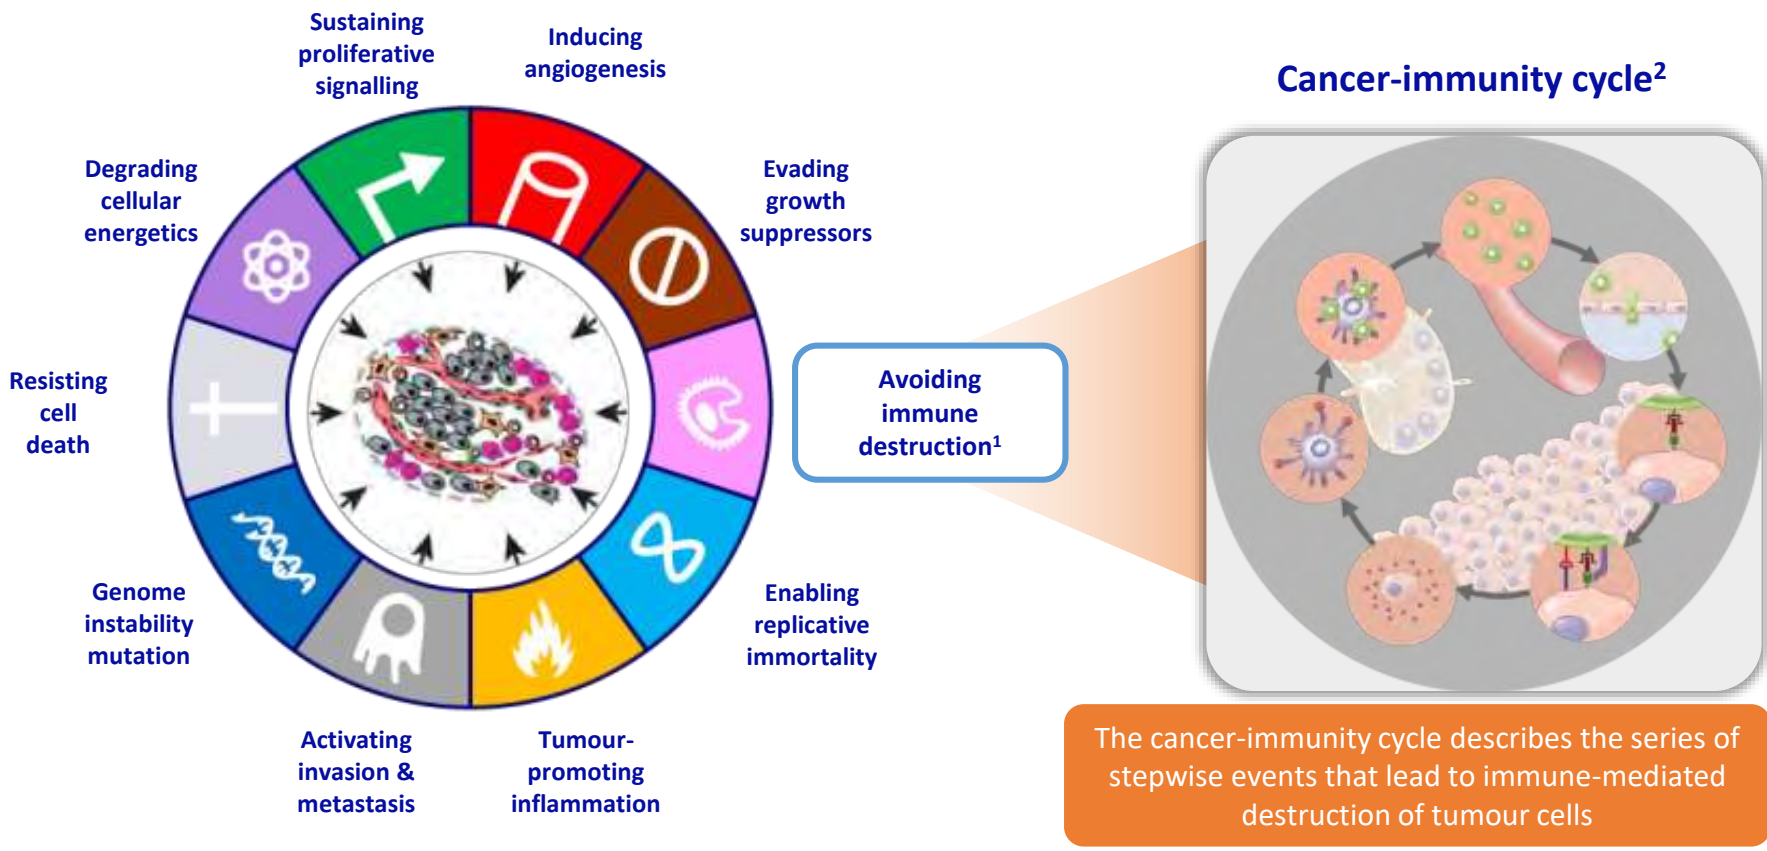 Sustaining
proliferative
signalling
Inducing
angiogenesis
Evading
growth
suppressors
Avoiding
immune
destruction1
Enabling
replicative
immortality
Tumour-
promoting
inflammation
Activating
invasion &
metastasis
Genome
instability
mutation
Resisting
cell
death
Degrading
cellular
energetics
Cancer-immunity cycle2
The cancer-immunity cycle describes the series of
stepwise events that lead to immune-mediated
destruction of tumour cells